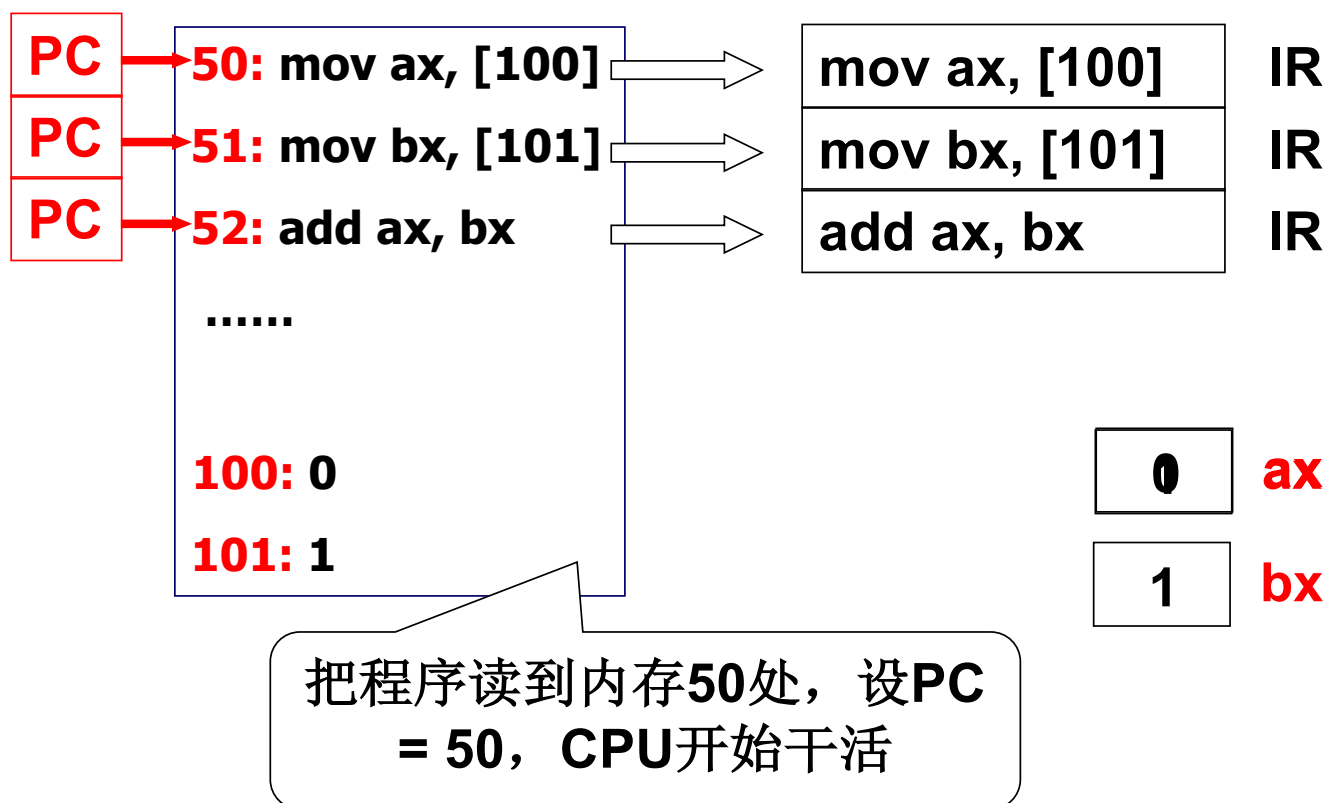 PC 50: mov ax, [100] mov ax, [100] IR
PC 51: mov bx, [101] mov bx, [101] IR
PC 52: add ax, bx add ax, bx IR
......
100: 0 ax
101: 1
1 bx
把程序读到内存50处，设PC
= 50，CPU开始干活